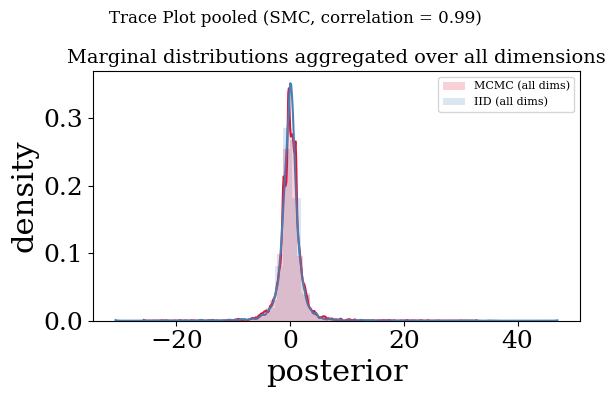 Trace Plot pooled (SMC, correlation = 0.99)
Marginal distributions aggregated over all dimensions
MCMC (all dims)
IID (all dims)
density
0.3
0.2
0.1
0.0
−20
0
20
40
posterior